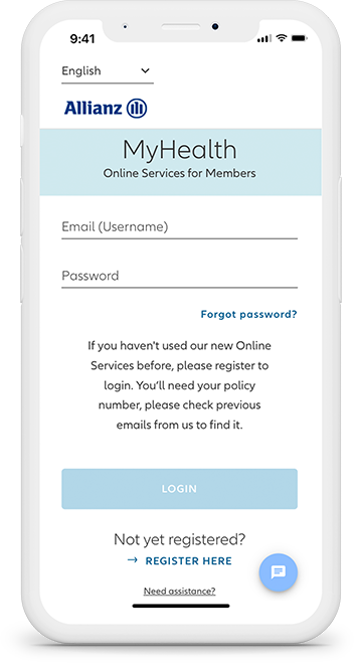 9:41
English
Allianz
MyHealth
Online Services for Members
Email (Username)
Password
Forgot password?
If you haven't used our new Online
Services before, please register to
login. You'll need your policy
number, please check previous
emails from us to find it.
LOGIN
Not yet registered?
→ REGISTER HERE
Need assistance?